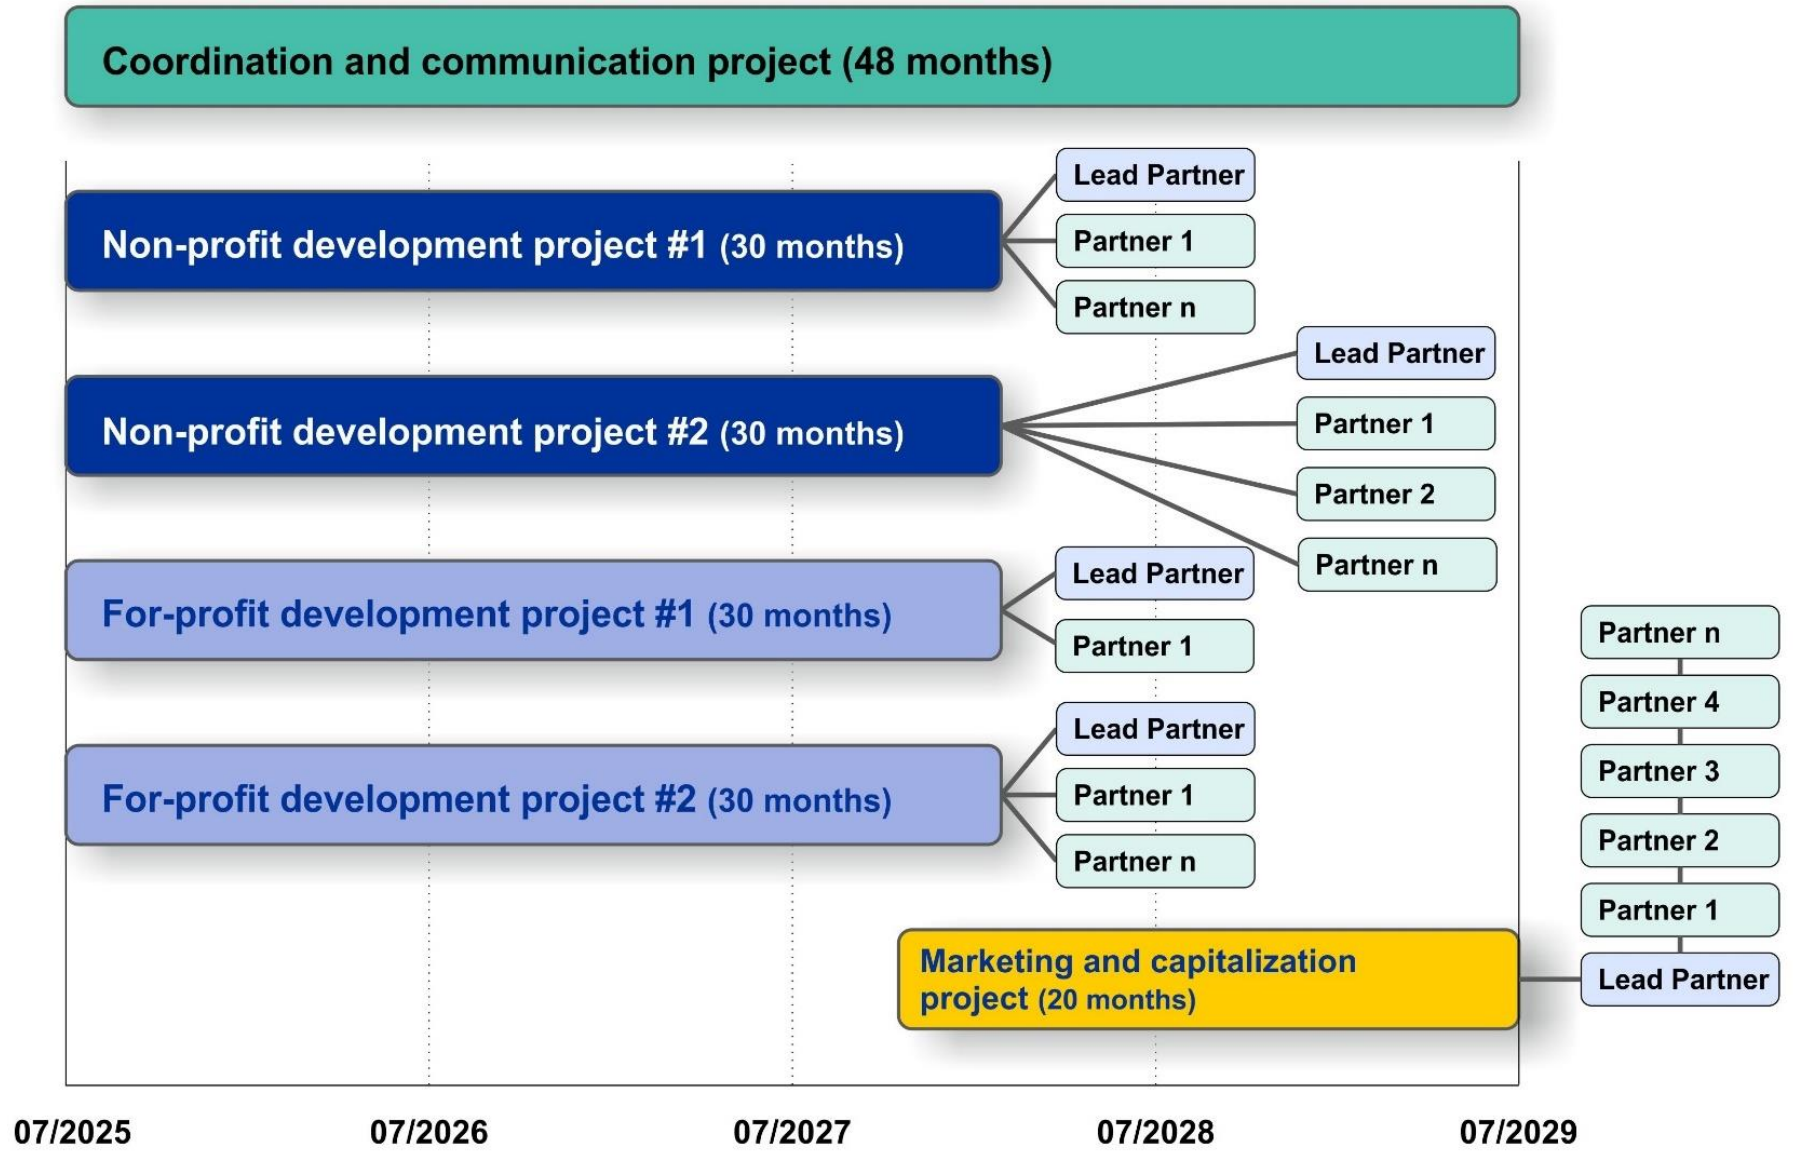 Coordination and communication project (48 months)
Non-profit development project #1 (30 months)
Lead Partner
Partner 1
Partner n
Non-profit development project #2 (30 months)
Lead Partner
Partner 1
Partner 2
Partner n
For-profit development project #1 (30 months)
Lead Partner
Partner 1
For-profit development project #2 (30 months)
Lead Partner
Partner 1
Partner n
Marketing and capitalization
project (20 months)
Partner n
Partner 4
Partner 3
Partner 2
Partner 1
Lead Partner
07/2025
07/2026
07/2027
07/2028
07/2029